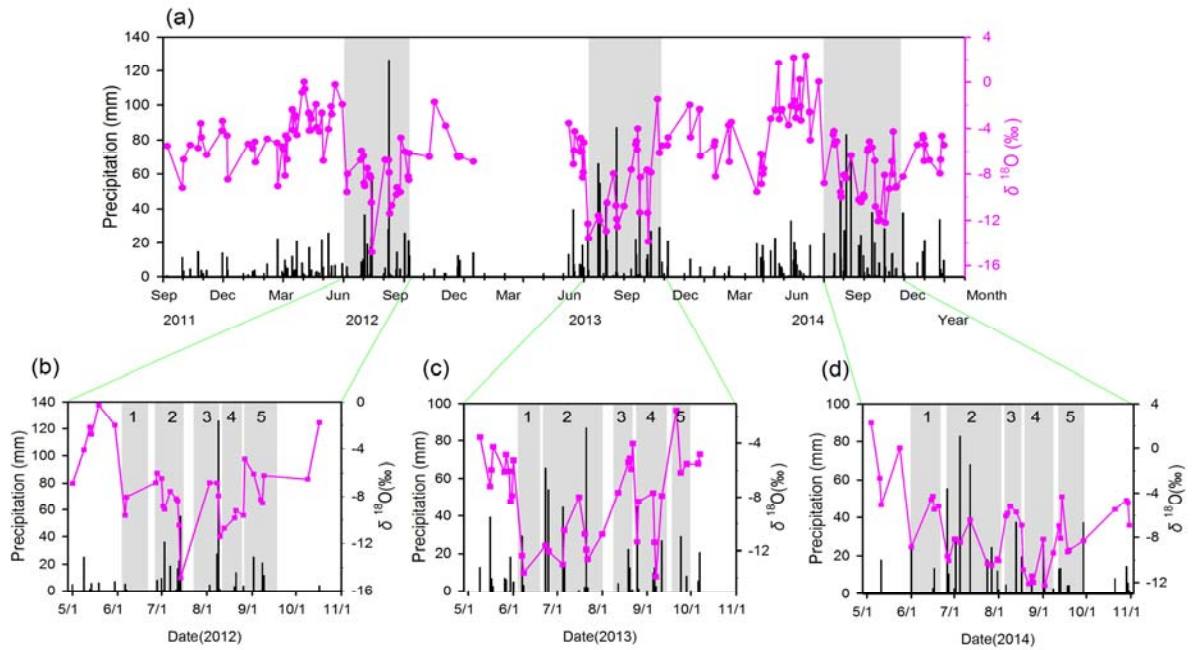 (a)
Precipitation (mm)
140
120
100
80
60
40
20
0
4
0
-4
-8
-12
-16
δ 18O (‰)
Sep Dec Mar Jun Sep Dec Mar Jun Sep Dec Mar Jun Sep Dec Month
2011 2012 2013 2014 Year
(b)
Precipitation (mm)
140
120
100
80
60
40
20
0
1 2 3 4 5
0
-4
-8
-12
-16
δ 18O(‰)
5/1 6/1 7/1 8/1 9/1 10/1 11/1
Date(2012)
(c)
Precipitation (mm)
100
80
60
40
20
0
1 2 3 4 5
-4
-8
-12
δ 18O(‰)
5/1 6/1 7/1 8/1 9/1 10/1 11/1
Date(2013)
(d)
Precipitation (mm)
100
80
60
40
20
0
1 2 3 4 5
4
0
-4
-8
-12
δ 18O(‰)
5/1 6/1 7/1 8/1 9/1 10/1 11/1
Date(2014)